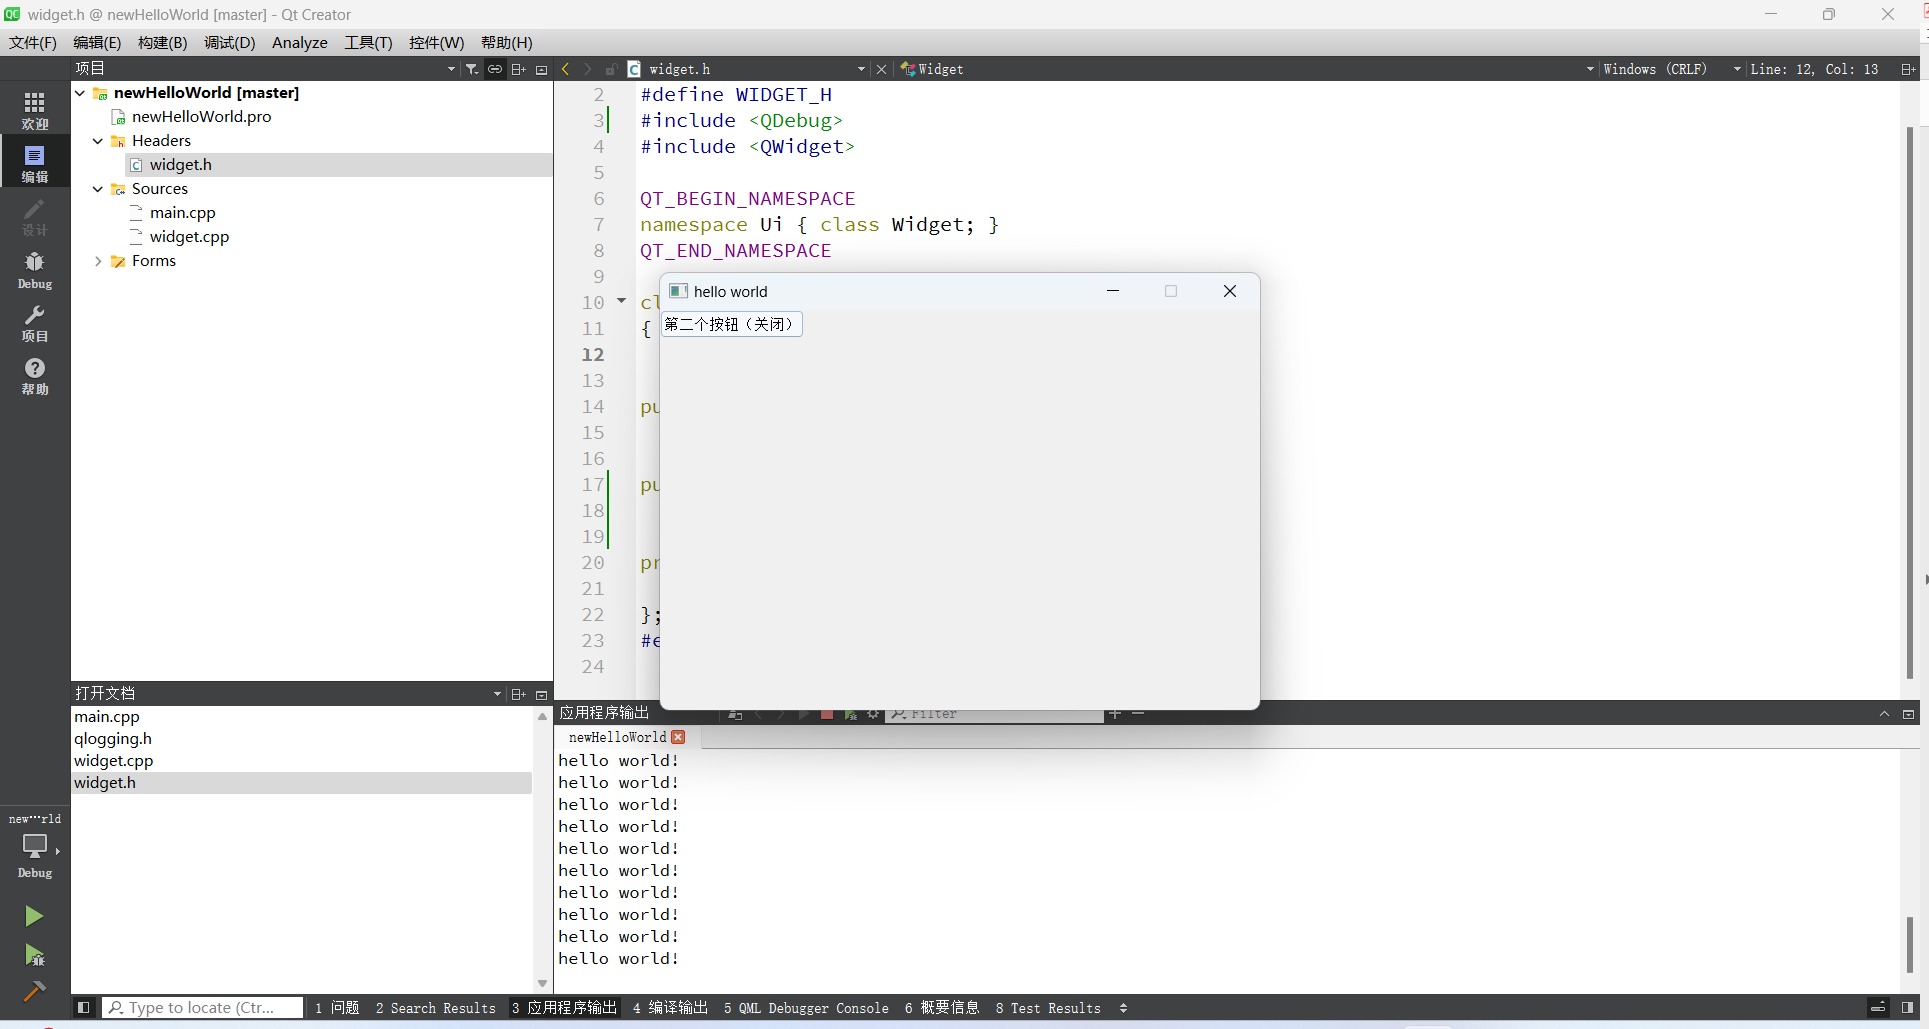 widget.h @ newHelloWorld [master] - Qt Creator
文件(F) 编辑(E) 构建(B) 调试(D) Analyze 工具(T) 控件(W) 帮助(H)
项目
widget.h
Widget
Windows (CRLF)
Line: 12, Col: 13
欢迎
编辑
设计
Debug
项目
帮助
newHelloWorld [master]
newHelloWorld.pro
Headers
widget.h
Sources
main.cpp
widget.cpp
Forms
2 #define WIDGET_H
3 #include <QDebug>
4 #include <QWidget>
5
6 QT_BEGIN_NAMESPACE
7 namespace Ui { class Widget; }
8 QT_END_NAMESPACE
9
10 cl
11 {
12
13
14 pu
15
16
17 pu
18
19
20 pr
21
22 };
23 #e
24
hello world
第二个按钮（关闭）
打开文档
main.cpp
qlogging.h
widget.cpp
widget.h
应用程序输出
Filter
newHelloWorld
hello world!
hello world!
hello world!
hello world!
hello world!
hello world!
hello world!
hello world!
hello world!
hello world!
new···rld
Debug
Type to locate (Ctr...
1 问题 2 Search Results 3 应用程序输出 4 编译输出 5 QML Debugger Console 6 概要信息 8 Test Results